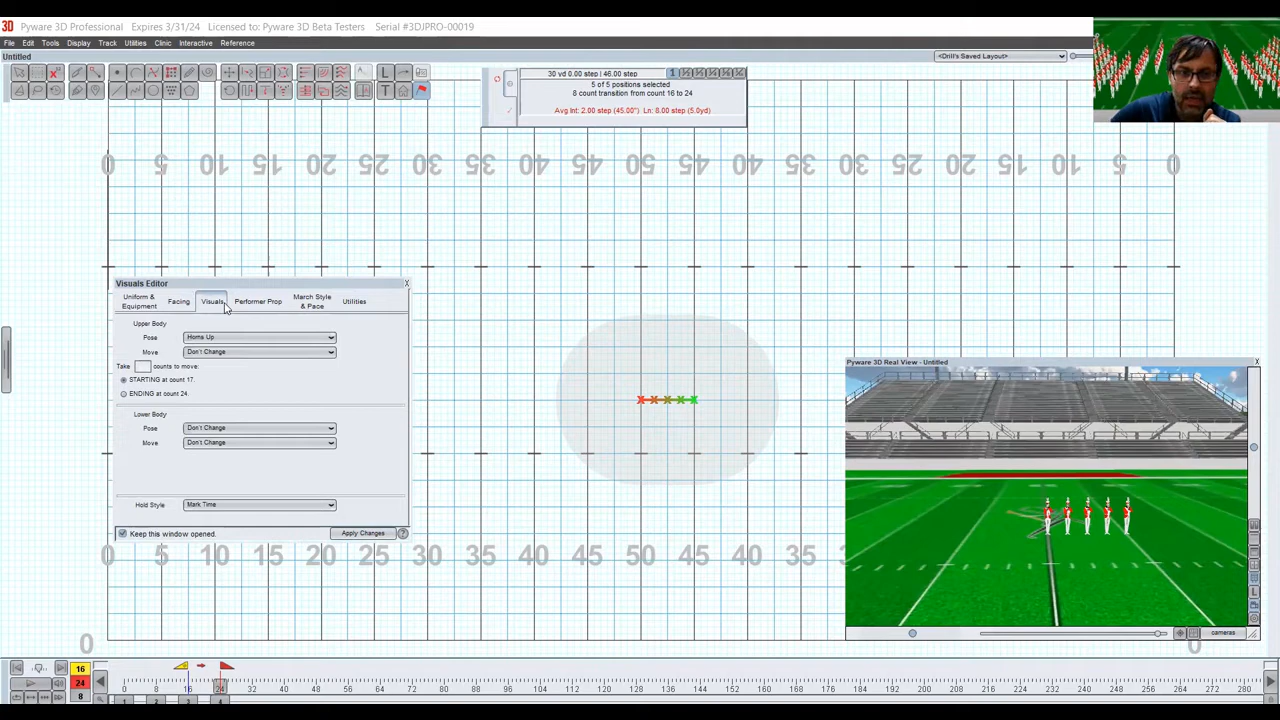 3D Pyware 3D Professional Expires 3/31/24 Licensed to: Pyware 3D Beta Testers Serial #3DJPRO-00019
File Edit Tools Display Track Utilities Clinic Interactive Reference
Untitled
<Drill's Saved Layout>
30 vd 0.00 step | 46.00 step
1
5 of 5 positions selected
8 count transition from count 16 to 24
Avg Int: 2.00 step (45.00") Ln: 8.00 step (5.0yd)
0 5 10 15 20 25 30 35 40 45 50 45 40 35 30 25 20 15 10 5 0
Visuals Editor
Uniform & Equipment Facing Visuals Performer Prop March Style & Pace Utilities
Upper Body
Pose Horns Up
Move Don't Change
Take counts to move:
STARTING at count 17.
ENDING at count 24.
Lower Body
Pose Don't Change
Move Don't Change
Hold Style Mark Time
Keep this window opened. Apply Changes ?
Pyware 3D Real View - Untitled
L
cameras
0 5 10 15 20 25 30 35 40 45 50 45 40
0 0
16
24
8
0 8 16 24 32 40 48 56 64 72 80 88 96 104 112 120 128 136 144 152 160 168 176 184 192 200 208 216 224 232 240 248 256 264 272 280
1 2 3 4